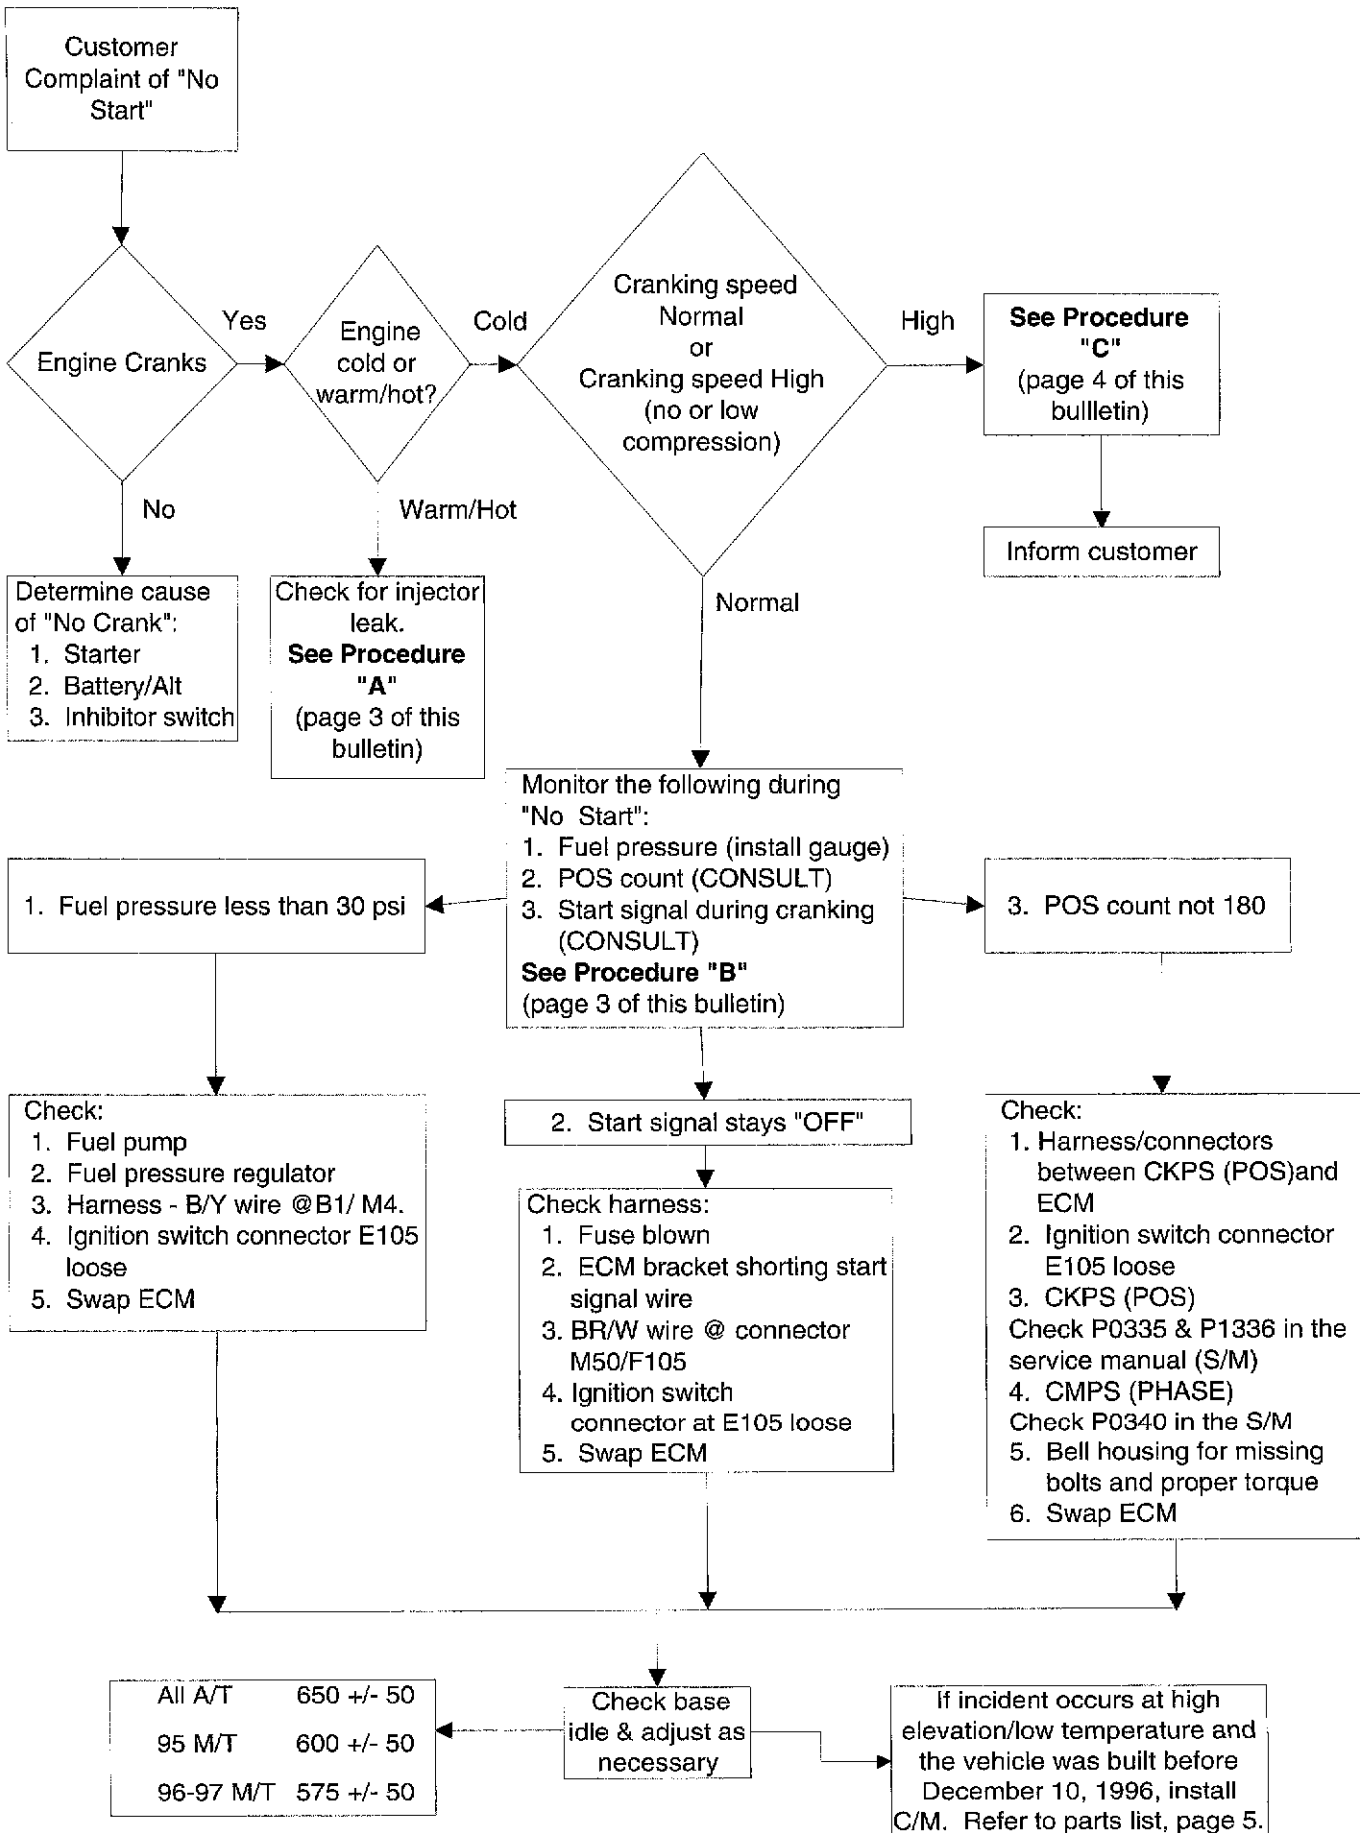 Customer
Complaint of "No
Start"
Engine Cranks
Yes
No
Engine
cold or
warm/hot?
Cold
Warm/Hot
Cranking speed
Normal
or
Cranking speed High
(no or low
compression)
High
Normal
See Procedure
"C"
(page 4 of this
bullletin)
Inform customer
Determine cause
of "No Crank":
1. Starter
2. Battery/Alt
3. Inhibitor switch
Check for injector
leak.
See Procedure
"A"
(page 3 of this
bulletin)
Monitor the following during
"No Start":
1. Fuel pressure (install gauge)
2. POS count (CONSULT)
3. Start signal during cranking
(CONSULT)
See Procedure "B"
(page 3 of this bulletin)
1. Fuel pressure less than 30 psi
3. POS count not 180
2. Start signal stays "OFF"
Check:
1. Fuel pump
2. Fuel pressure regulator
3. Harness - B/Y wire @B1/ M4.
4. Ignition switch connector E105
loose
5. Swap ECM
Check harness:
1. Fuse blown
2. ECM bracket shorting start
signal wire
3. BR/W wire @ connector
M50/F105
4. Ignition switch
connector at E105 loose
5. Swap ECM
Check:
1. Harness/connectors
between CKPS (POS)and
ECM
2. Ignition switch connector
E105 loose
3. CKPS (POS)
Check P0335 & P1336 in the
service manual (S/M)
4. CMPS (PHASE)
Check P0340 in the S/M
5. Bell housing for missing
bolts and proper torque
6. Swap ECM
All A/T 650 +/- 50
95 M/T 600 +/- 50
96-97 M/T 575 +/- 50
Check base
idle & adjust as
necessary
If incident occurs at high
elevation/low temperature and
the vehicle was built before
December 10, 1996, install
C/M. Refer to parts list, page 5.